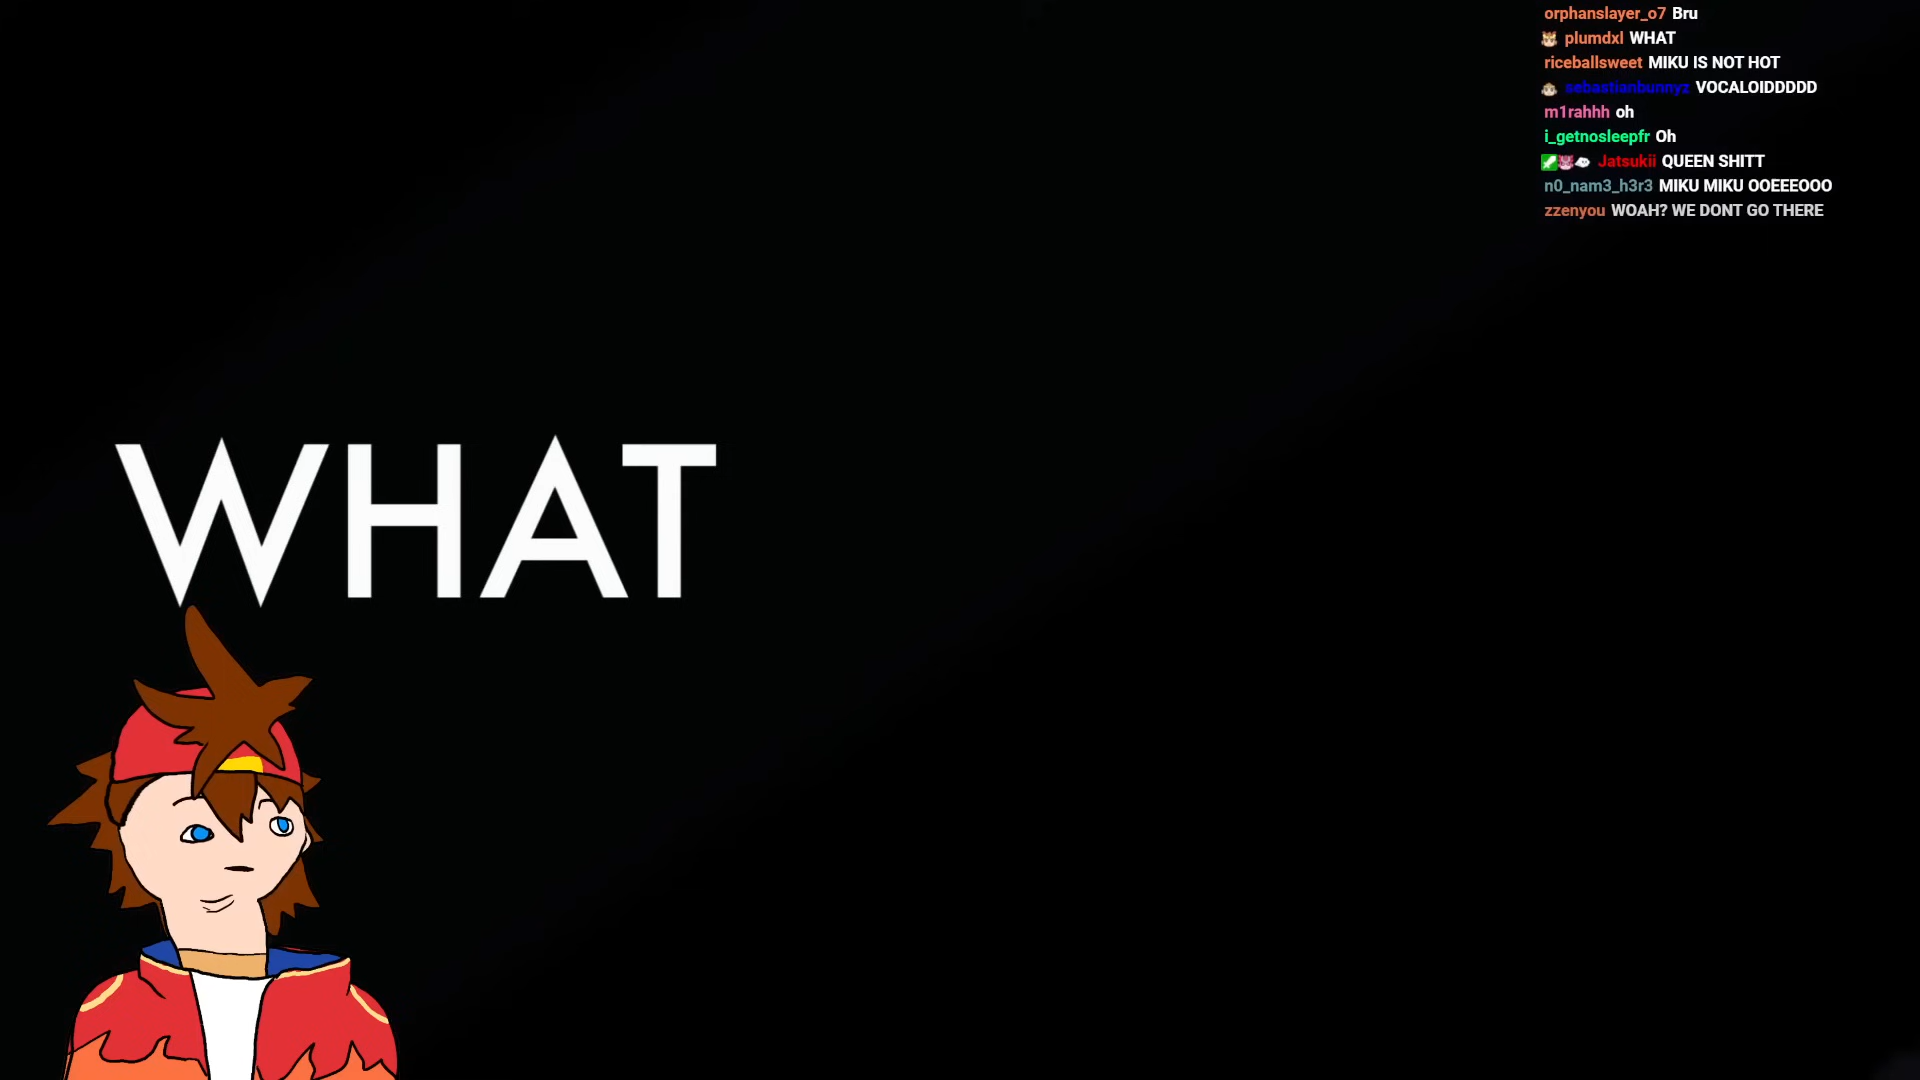 orphanslayer_o7 Bru
plumdxl WHAT
riceballsweet MIKU IS NOT HOT
sebastianbunnyz VOCALOIDDDDD
m1rahhh oh
i_getnosleepfr Oh
Jatsukii QUEEN SHITT
n0_nam3_h3r3 MIKU MIKU OOEEEOOO
zzenyou WOAH? WE DONT GO THERE
WHAT